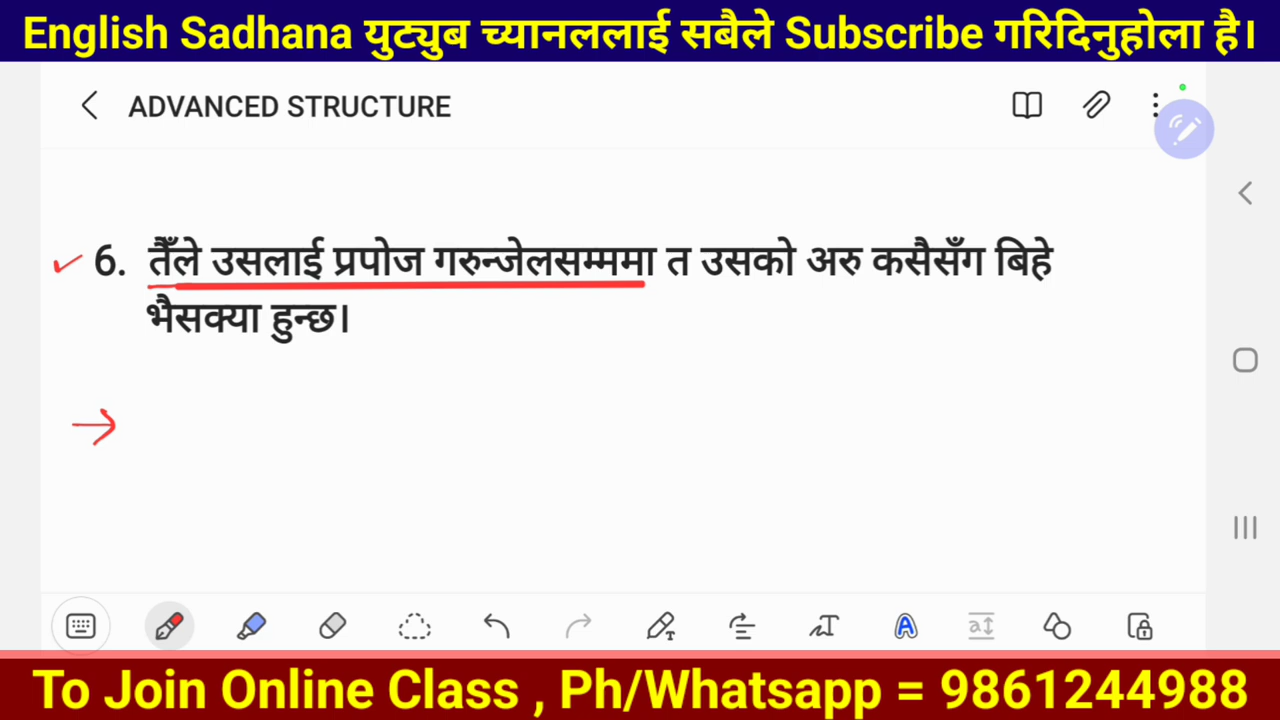 English Sadhana युट्युब च्यानललाई सबैले Subscribe गरिदिनुहोला है।
ADVANCED STRUCTURE
6. तैँले उसलाई प्रपोज गरुन्जेलसम्ममा त उसको अरु कसैसँग बिहे
भैसक्या हुन्छ।
To Join Online Class , Ph/Whatsapp = 9861244988